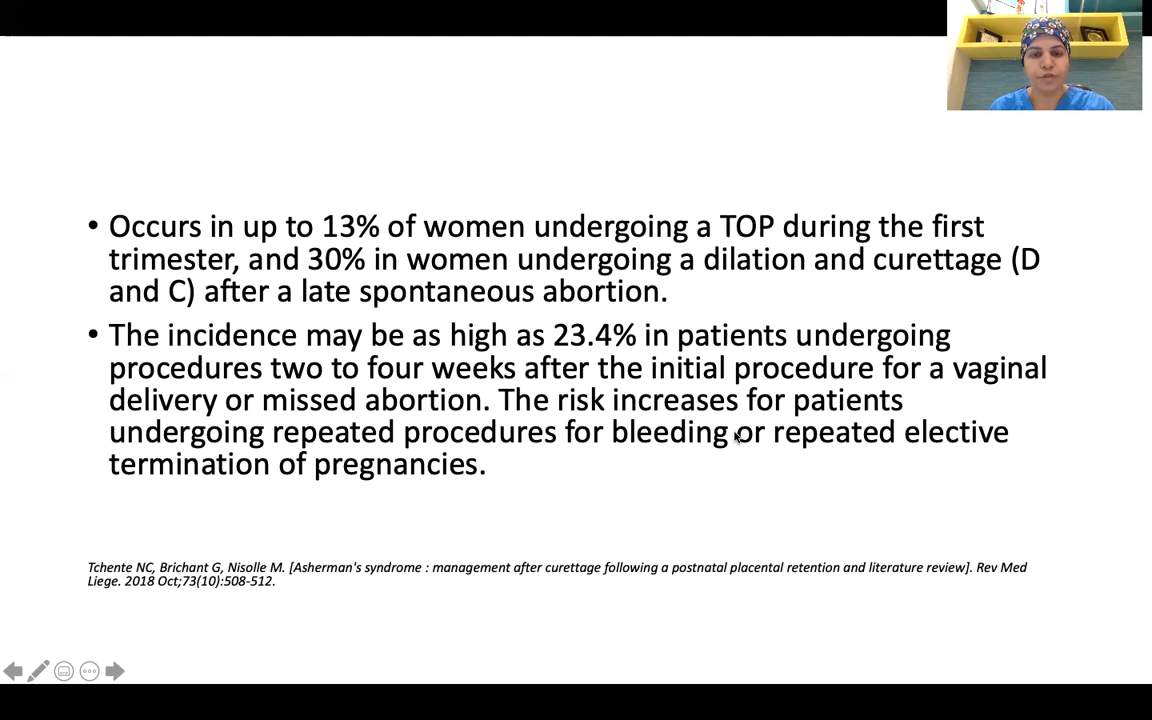 • Occurs in up to 13% of women undergoing a TOP during the first
trimester, and 30% in women undergoing a dilation and curettage (D
and C) after a late spontaneous abortion.
• The incidence may be as high as 23.4% in patients undergoing
procedures two to four weeks after the initial procedure for a vaginal
delivery or missed abortion. The risk increases for patients
undergoing repeated procedures for bleeding or repeated elective
termination of pregnancies.
Tchente NC, Brichant G, Nisolle M. [Asherman's syndrome : management after curettage following a postnatal placental retention and literature review]. Rev Med
Liege. 2018 Oct;73(10):508-512.